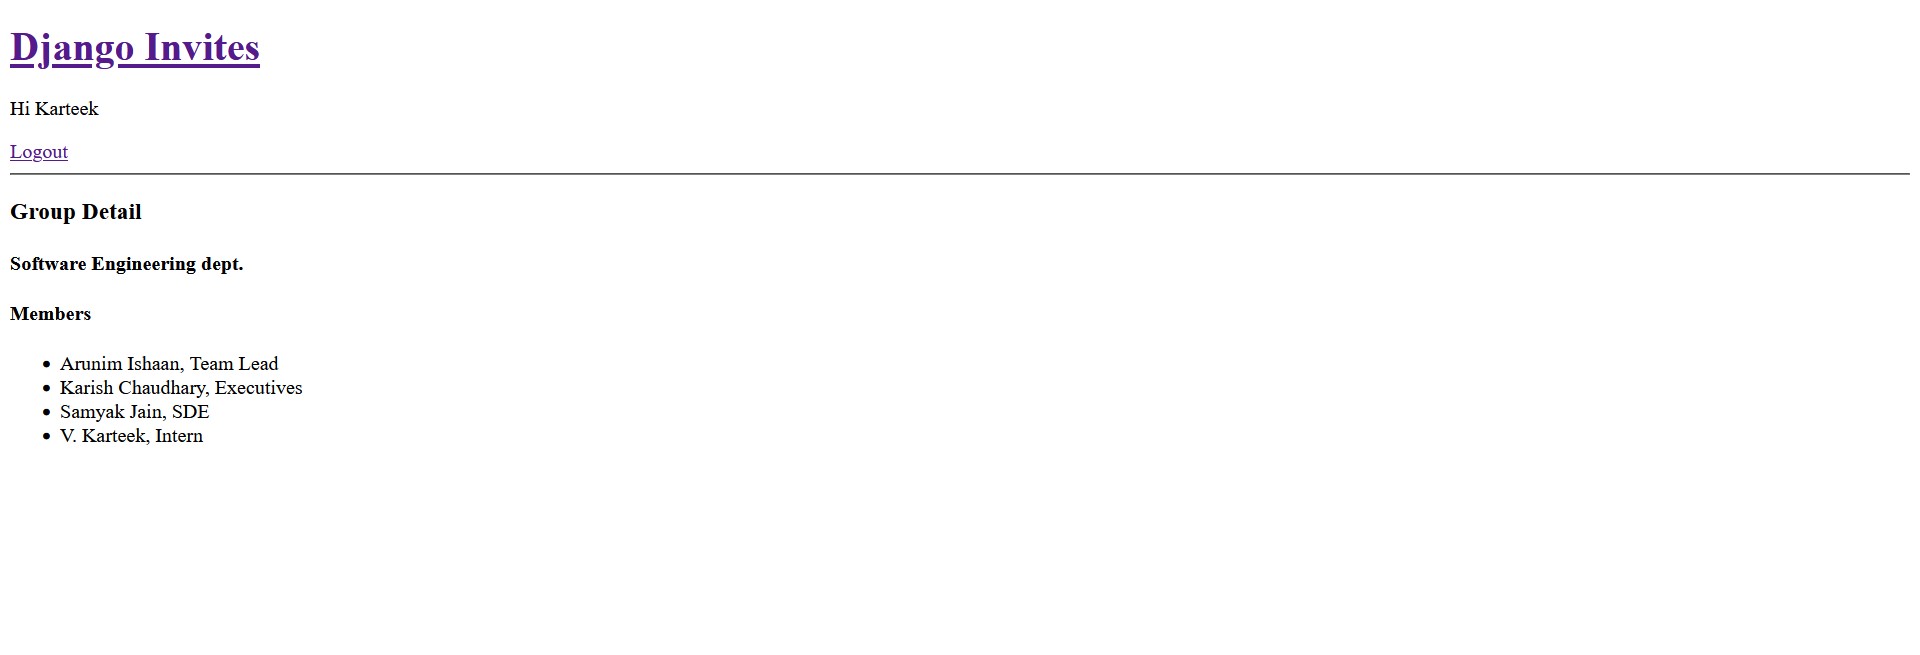 Django Invites
Hi Karteek
Logout
Group Detail
Software Engineering dept.
Members
Arunim Ishaan, Team Lead
Karish Chaudhary, Executives
Samyak Jain, SDE
V. Karteek, Intern